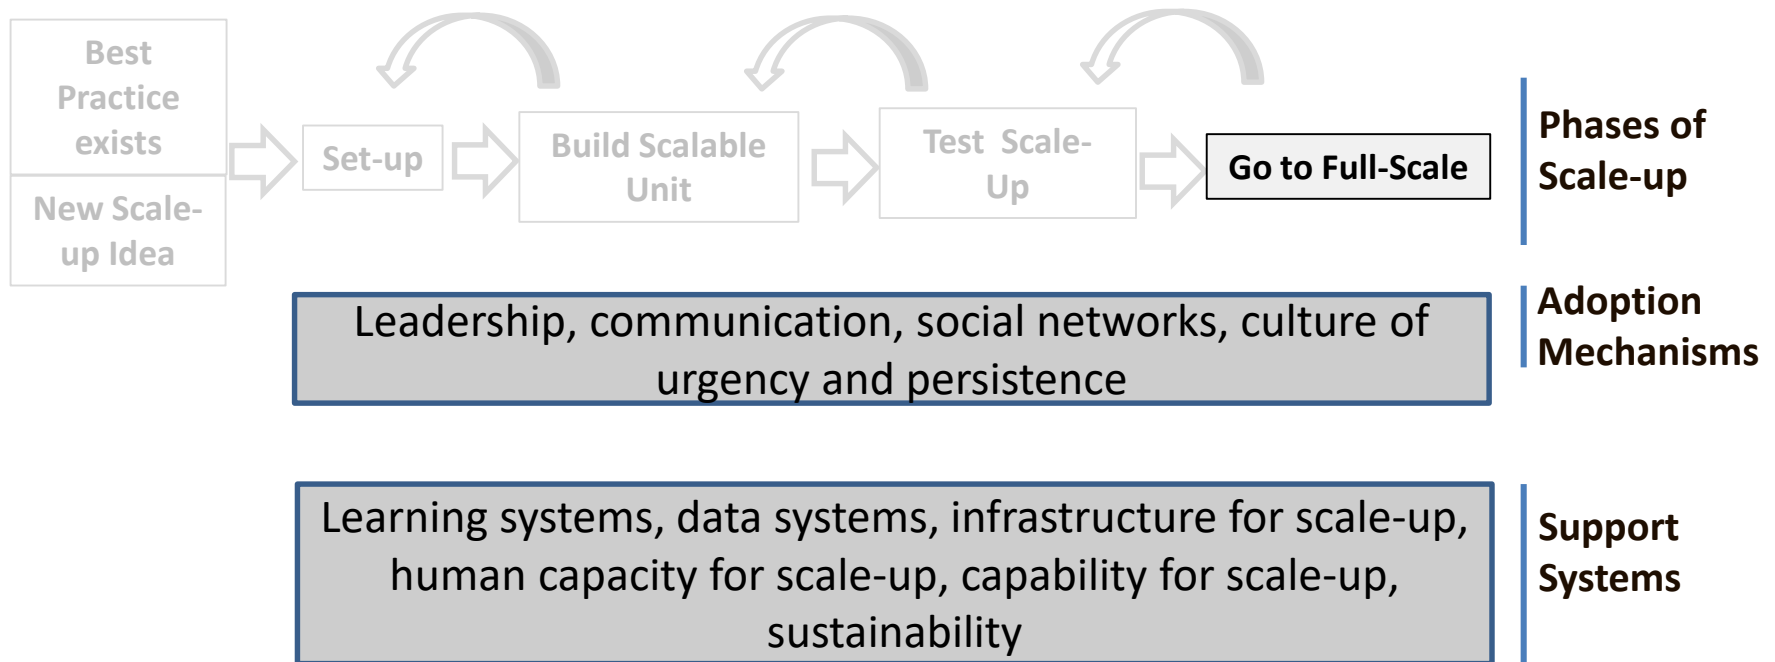 Best
Practice
exists
New Scale-
up Idea
Set-up
Build Scalable
Unit
Test Scale-
Up
Go to Full-Scale
Phases of
Scale-up
Leadership, communication, social networks, culture of
urgency and persistence
Adoption
Mechanisms
Learning systems, data systems, infrastructure for scale-up,
human capacity for scale-up, capability for scale-up,
sustainability
Support
Systems